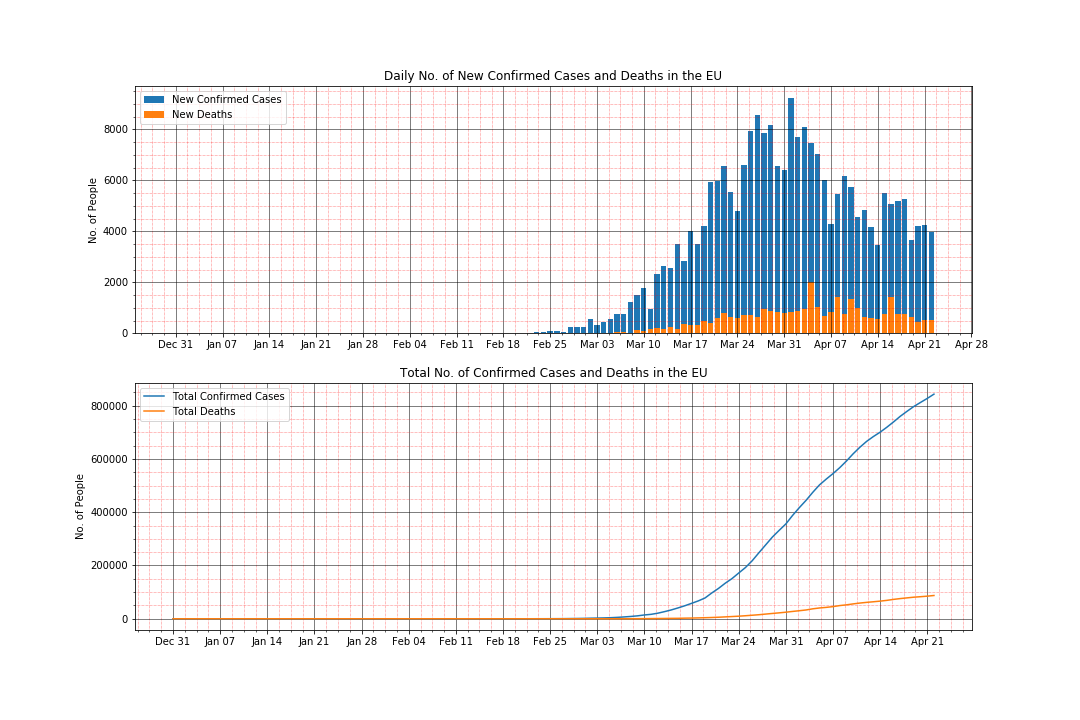 Daily No. of New Confirmed Cases and Deaths in the EU
New Confirmed Cases
New Deaths
8000
6000
4000
2000
0
No. of People
Dec 31 Jan 07 Jan 14 Jan 21 Jan 28 Feb 04 Feb 11 Feb 18 Feb 25 Mar 03 Mar 10 Mar 17 Mar 24 Mar 31 Apr 07 Apr 14 Apr 21 Apr 28
Total No. of Confirmed Cases and Deaths in the EU
Total Confirmed Cases
Total Deaths
800000
600000
400000
200000
0
No. of People
Dec 31 Jan 07 Jan 14 Jan 21 Jan 28 Feb 04 Feb 11 Feb 18 Feb 25 Mar 03 Mar 10 Mar 17 Mar 24 Mar 31 Apr 07 Apr 14 Apr 21